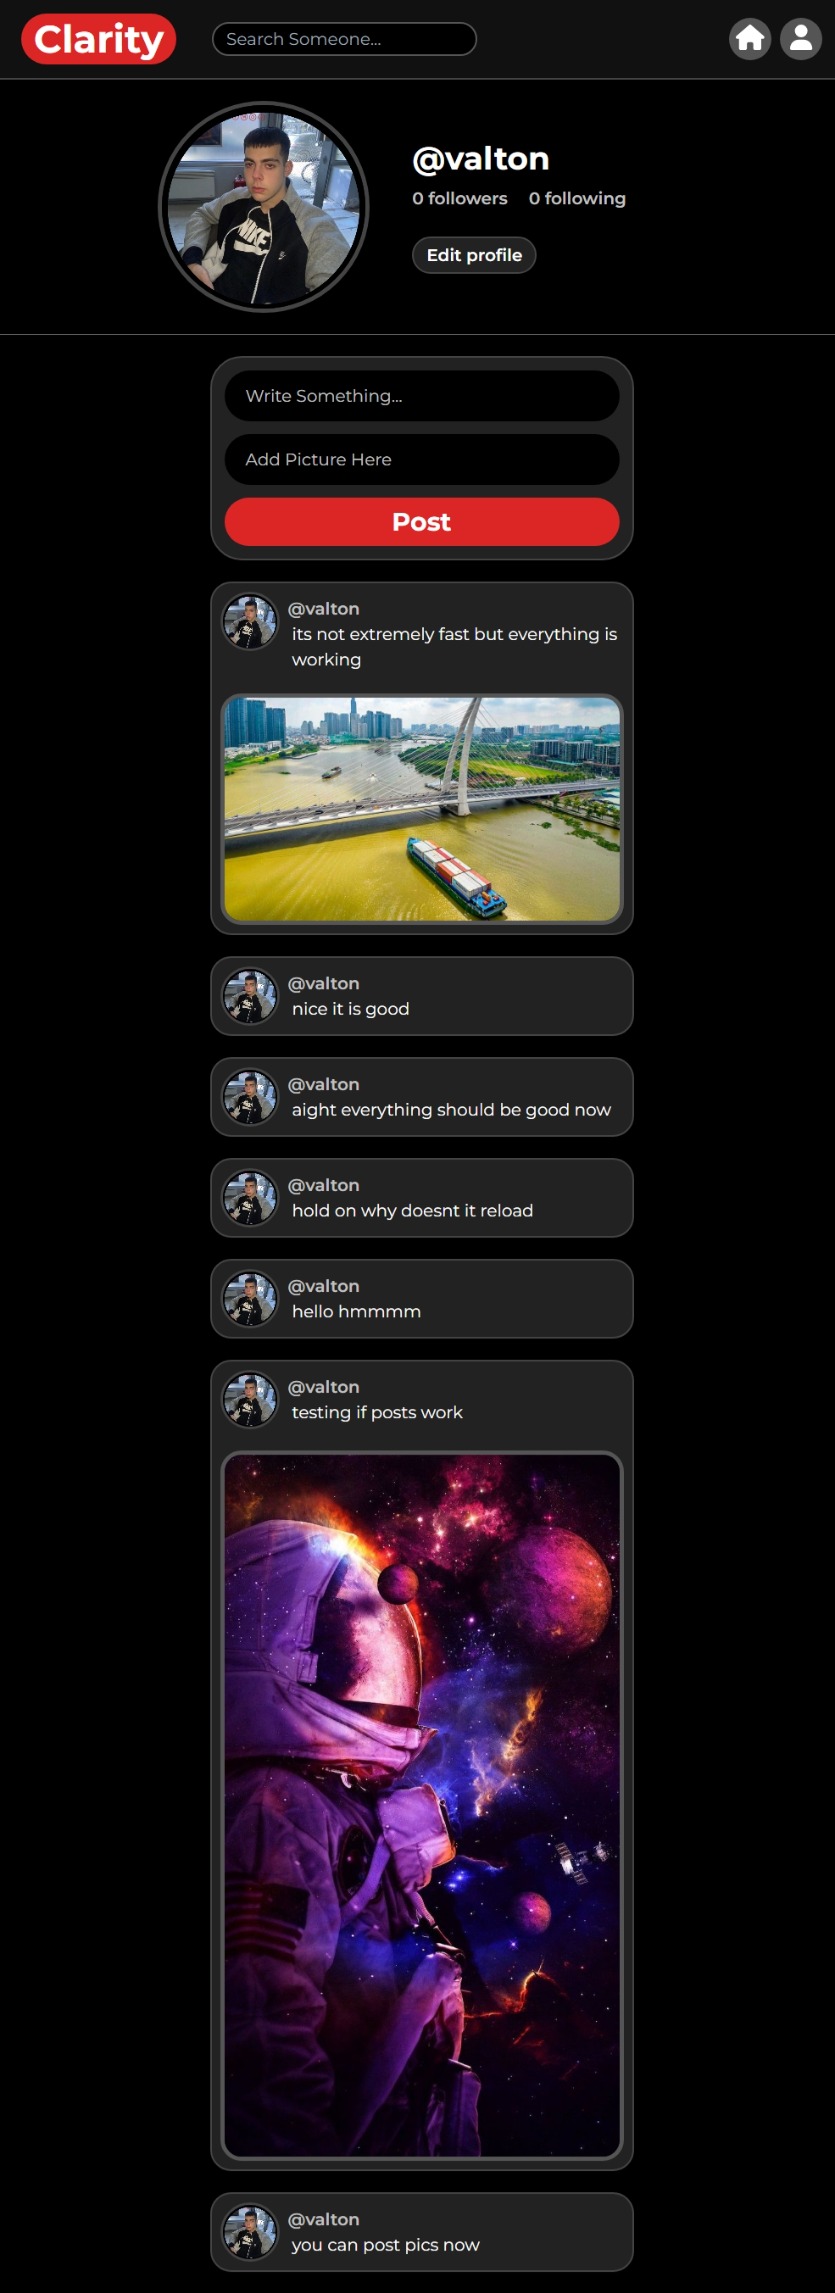 Clarity
Search Someone...
@valton
0 followers 0 following
Edit profile
Write Something...
Add Picture Here
Post
@valton
its not extremely fast but everything is
working
@valton
nice it is good
@valton
aight everything should be good now
@valton
hold on why doesnt it reload
@valton
hello hmmmm
@valton
testing if posts work
@valton
you can post pics now
NIKE